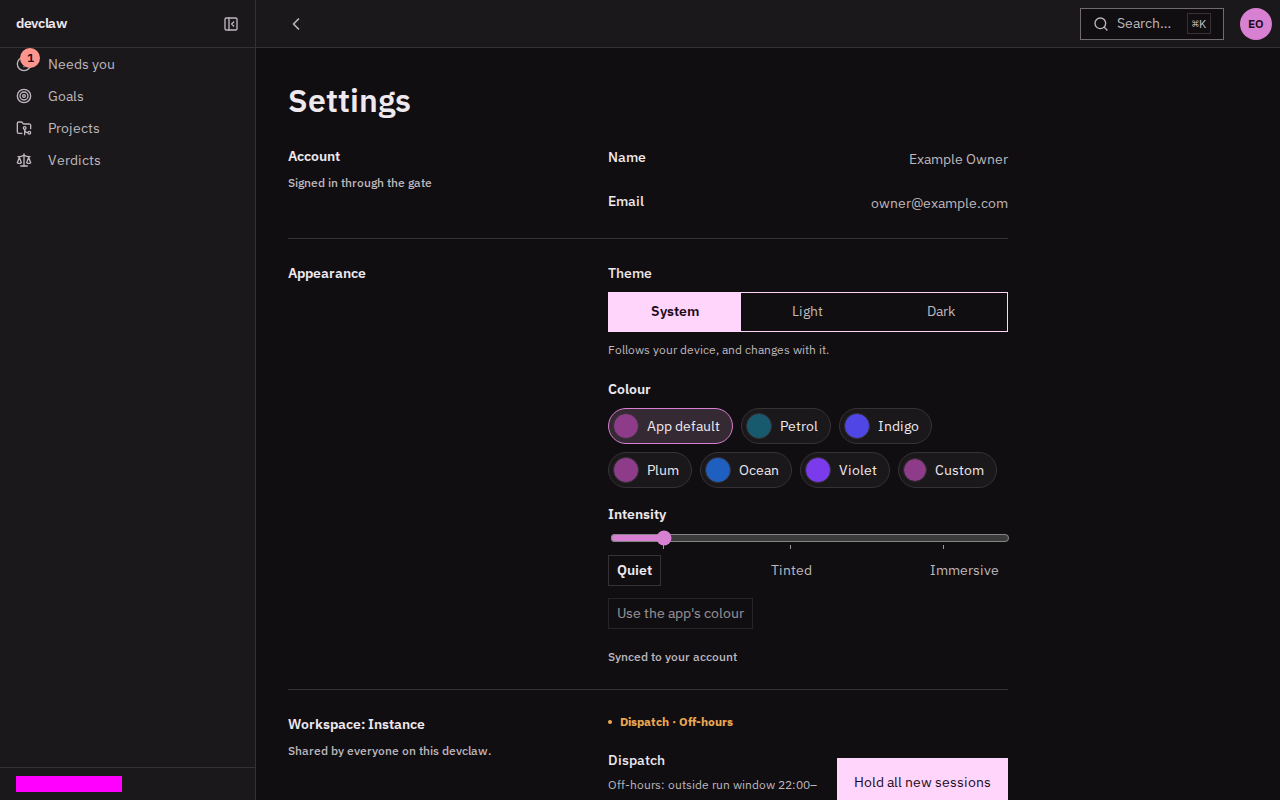 devclaw
Search...
⌘K
EO
1
Needs you
Goals
Projects
Verdicts
Settings
Account
Signed in through the gate
Name
Example Owner
Email
owner@example.com
Appearance
Theme
System
Light
Dark
Follows your device, and changes with it.
Colour
App default
Petrol
Indigo
Plum
Ocean
Violet
Custom
Intensity
Quiet
Tinted
Immersive
Use the app's colour
Synced to your account
Workspace: Instance
Shared by everyone on this devclaw.
• Dispatch · Off-hours
Dispatch
Off-hours: outside run window 22:00–
Hold all new sessions